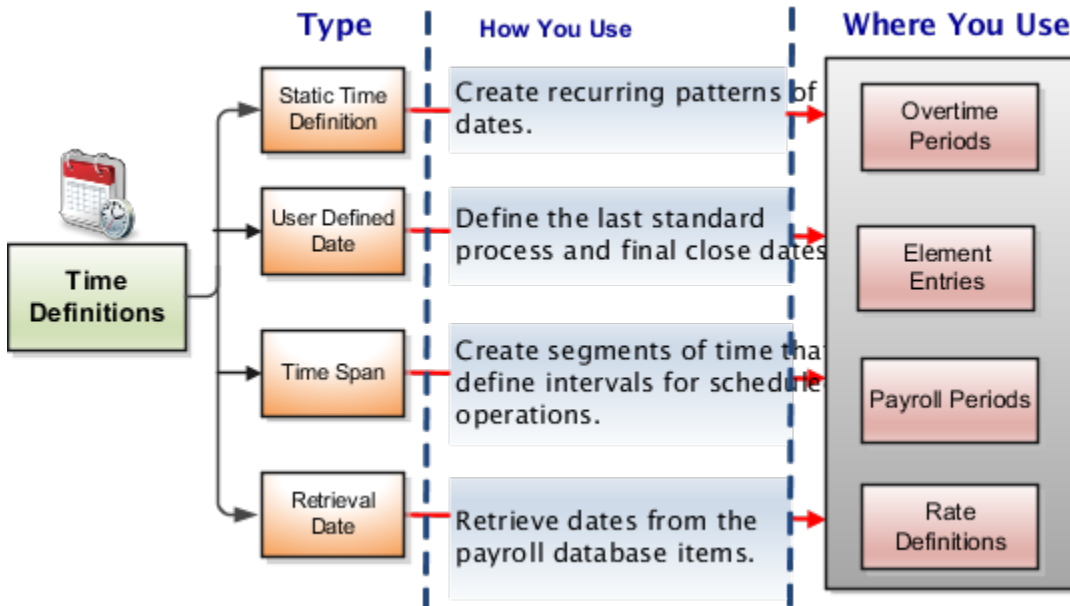 Type
How You Use
Where You Use
Time
Definitions
Static Time
Definition
Create recurring patterns of
dates.
Overtime
Periods
User Defined
Date
Define the last standard
process and final close dates
Element
Entries
Time Span
Create segments of time tha
define intervals for schedule
operations.
Payroll Periods
Retrieval
Date
Retrieve dates from the
payroll database items.
Rate
Definitions